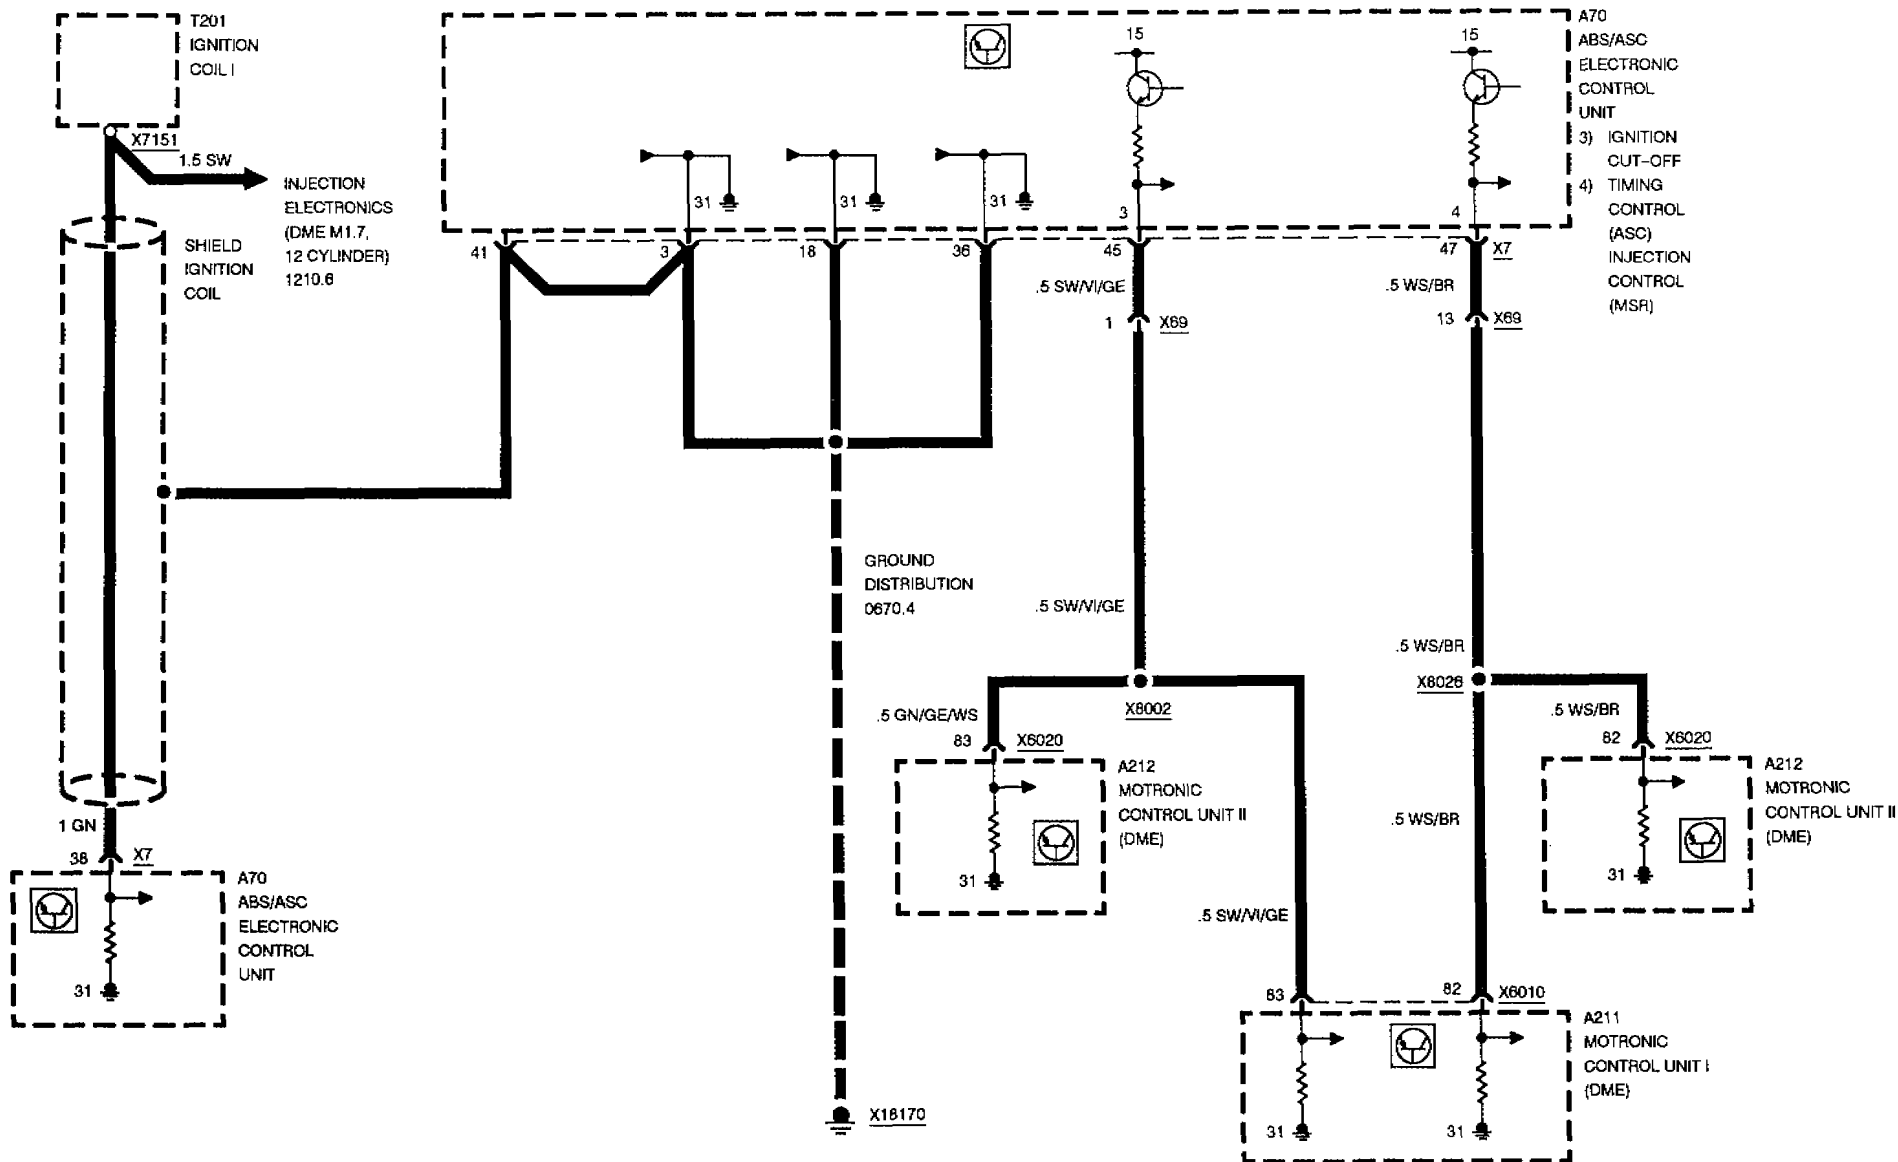 T201
IGNITION
COIL I
X7151
1.5 SW
INJECTION
ELECTRONICS
(DME M1.7,
12 CYLINDER)
1210.6
SHIELD
IGNITION
COIL
1 GN
38
X7
A70
ABS/ASC
ELECTRONIC
CONTROL
UNIT
31
15
15
A70
ABS/ASC
ELECTRONIC
CONTROL
UNIT
3) IGNITION
CUT-OFF
4) TIMING
CONTROL
(ASC)
INJECTION
CONTROL
(MSR)
31
31
31
3
4
41
3
18
36
45
47
X7
.5 SW/VI/GE
.5 WS/BR
1
X69
13
X69
GROUND
DISTRIBUTION
0670.4
.5 SW/VI/GE
.5 WS/BR
X8002
X8026
.5 GN/GE/WS
.5 WS/BR
83
X6020
82
X6020
A212
MOTRONIC
CONTROL UNIT II
(DME)
31
A212
MOTRONIC
CONTROL UNIT II
(DME)
31
.5 WS/BR
.5 SW/VI/GE
83
82
X6010
A211
MOTRONIC
CONTROL UNIT I
(DME)
31
31
X18170